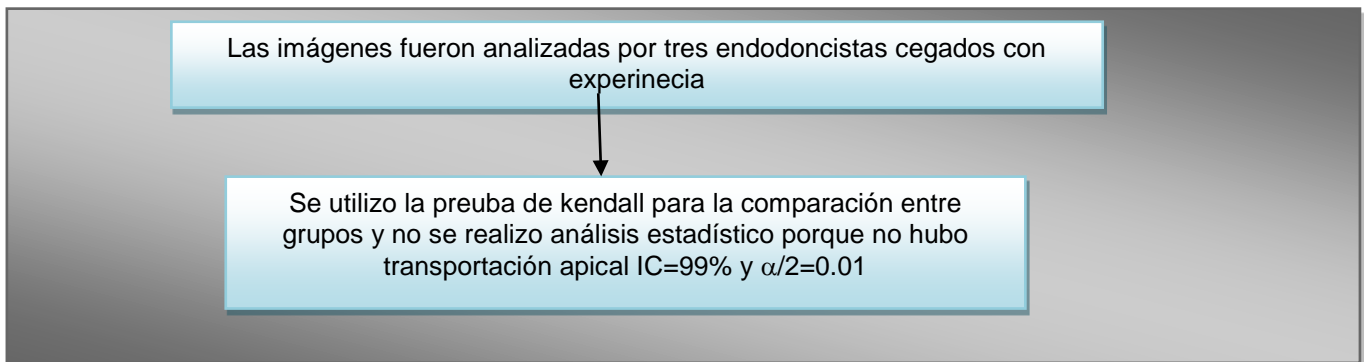 Las imágenes fueron analizadas por tres endodoncistas cegados con
experinecia
Se utilizo la preuba de kendall para la comparación entre
grupos y no se realizo análisis estadístico porque no hubo
transportación apical IC=99% y α/2=0.01